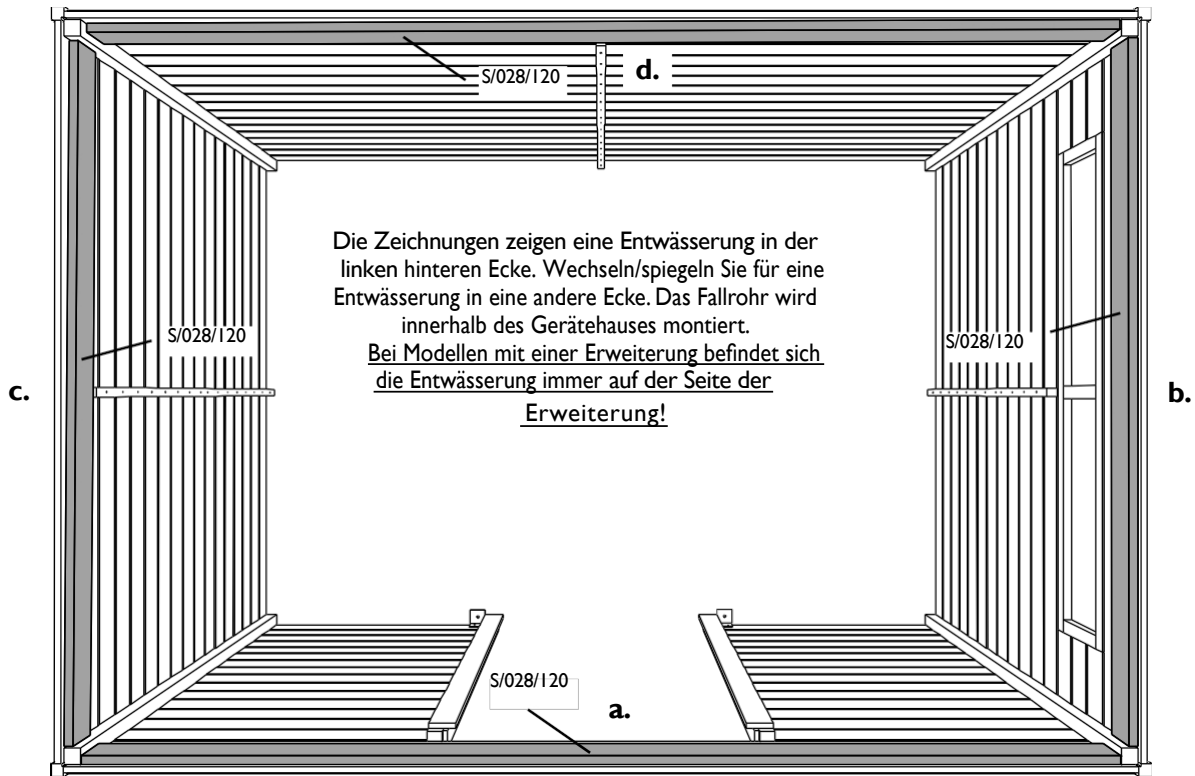 S/028/120
d.
Die Zeichnungen zeigen eine Entwässerung in der
linken hinteren Ecke. Wechseln/spiegeln Sie für eine
Entwässerung in eine andere Ecke. Das Fallrohr wird
innerhalb des Gerätehauses montiert.
Bei Modellen mit einer Erweiterung befindet sich
die Entwässerung immer auf der Seite der
Erweiterung!
S/028/120
S/028/120
c.
b.
S/028/120
a.